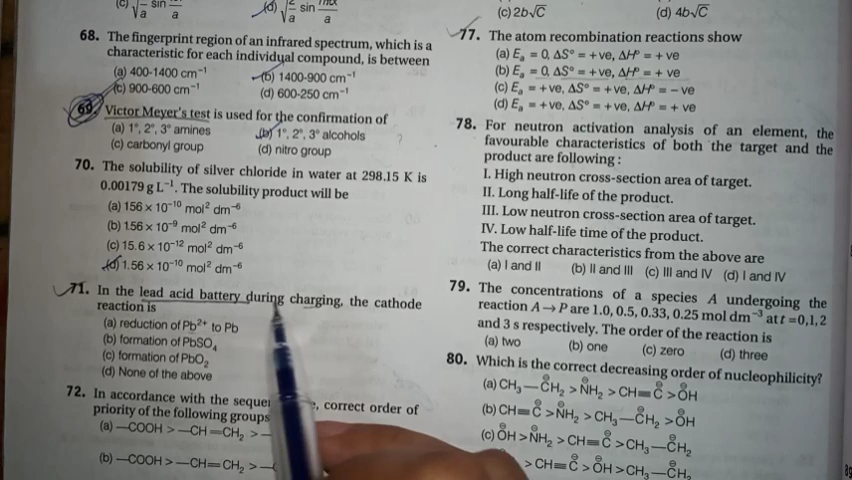 68. The fingerprint region of an infrared spectrum, which is a
characteristic for each individual compound, is between
(a) 400-1400 cm⁻¹ (b) 1400-900 cm⁻¹
(c) 900-600 cm⁻¹ (d) 600-250 cm⁻¹
69. Victor Meyer's test is used for the confirmation of
(a) 1°, 2°, 3° amines (b) 1°, 2°, 3° alcohols
(c) carbonyl group (d) nitro group
70. The solubility of silver chloride in water at 298.15 K is
0.00179 g L⁻¹. The solubility product will be
(a) 156 × 10⁻¹⁰ mol² dm⁻⁶
(b) 1.56 × 10⁻⁹ mol² dm⁻⁶
(c) 15.6 × 10⁻¹² mol² dm⁻⁶
(d) 1.56 × 10⁻¹⁰ mol² dm⁻⁶
71. In the lead acid battery during charging, the cathode
reaction is
(a) reduction of Pb²⁺ to Pb
(b) formation of PbSO₄
(c) formation of PbO₂
(d) None of the above
72. In accordance with the , correct order of
priority of the following groups
(a) —COOH > —CH=CH₂ > —
(b) —COOH > —CH=CH₂ > —
(c) 2b√C (d) 4b√C
77. The atom recombination reactions show
(a) Eₐ = 0, ΔS° = +ve, ΔH° = + ve
(b) Eₐ = 0, ΔS° = +ve, ΔH° = + ve
(c) Eₐ = +ve, ΔS° = +ve, ΔH° = – ve
(d) Eₐ = +ve, ΔS° = +ve, ΔH° = + ve
78. For neutron activation analysis of an element, the
favourable characteristics of both the target and the
product are following :
I. High neutron cross-section area of target.
II. Long half-life of the product.
III. Low neutron cross-section area of target.
IV. Low half-life time of the product.
The correct characteristics from the above are
(a) I and II (b) II and III (c) III and IV (d) I and IV
79. The concentrations of a species A undergoing the
reaction A → P are 1.0, 0.5, 0.33, 0.25 mol dm⁻³ at t = 0, 1, 2
and 3 s respectively. The order of the reaction is
(a) two (b) one (c) zero (d) three
80. Which is the correct decreasing order of nucleophilicity?
(a) CH₃—C⊖H₂ > N⊖H₂ > CH≡C⊖ > O⊖H
(b) CH≡C⊖ > N⊖H₂ > CH₃—C⊖H₂ > O⊖H
(c) O⊖H > N⊖H₂ > CH≡C⊖ > CH₃—C⊖H₂
> CH≡C⊖ > O⊖H > CH₃—C⊖H₂